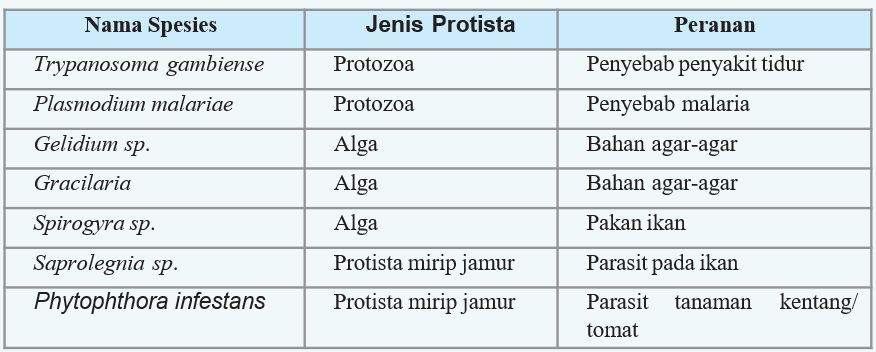 Nama Spesies Jenis Protista Peranan
Trypanosoma gambiense Protozoa Penyebab penyakit tidur
Plasmodium malariae Protozoa Penyebab malaria
Gelidium sp. Alga Bahan agar-agar
Gracilaria Alga Bahan agar-agar
Spirogyra sp. Alga Pakan ikan
Saprolegnia sp. Protista mirip jamur Parasit pada ikan
Phytophthora infestans Protista mirip jamur Parasit tanaman kentang/
tomat